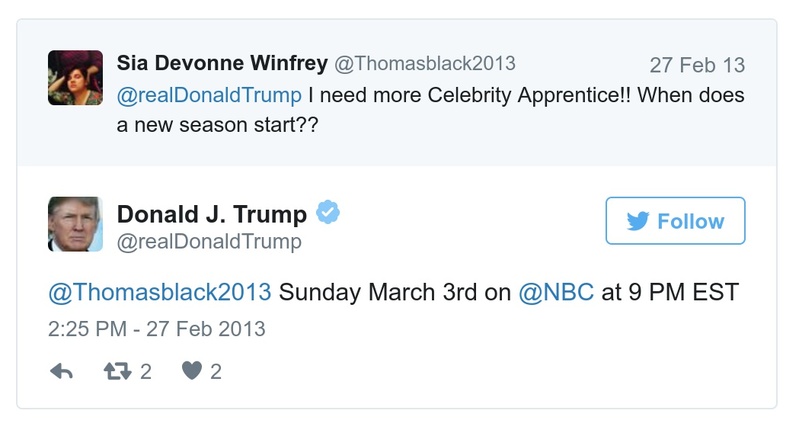 Sia Devonne Winfrey @Thomasblack2013 27 Feb 13
@realDonaldTrump I need more Celebrity Apprentice!! When does
a new season start??
Donald J. Trump
@realDonaldTrump
Follow
@Thomasblack2013 Sunday March 3rd on @NBC at 9 PM EST
2:25 PM - 27 Feb 2013
2 2